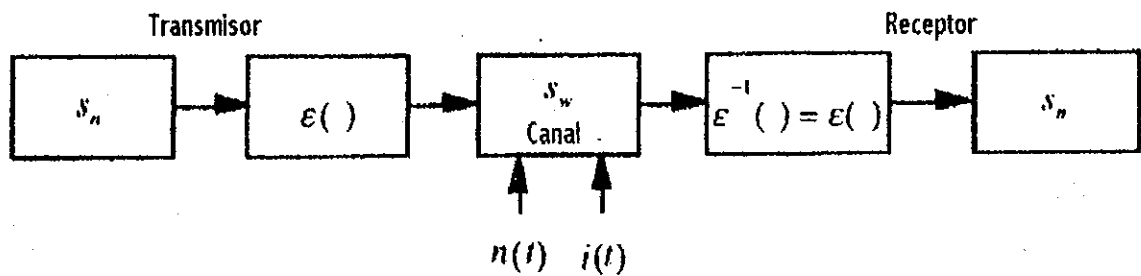 Transmisor
Receptor
s_n
ε( )
s_w
Canal
ε^{-1}( ) = ε( )
s_n
n(t)
i(t)